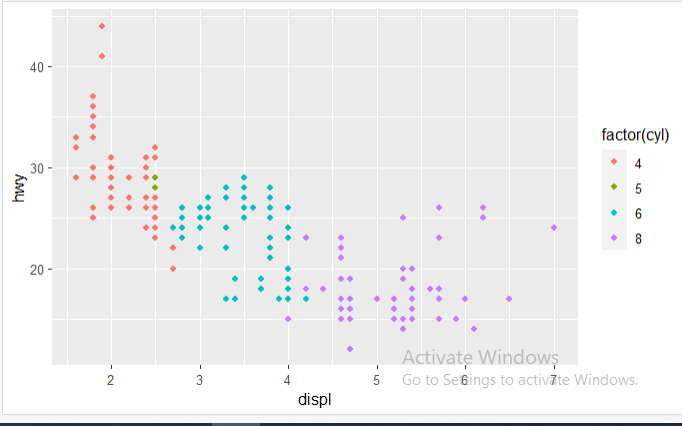 40
30
20
hwy
2
3
4
5
6
7
displ
factor(cyl)
4
5
6
8
Activate Windows
Go to Settings to activate Windows.